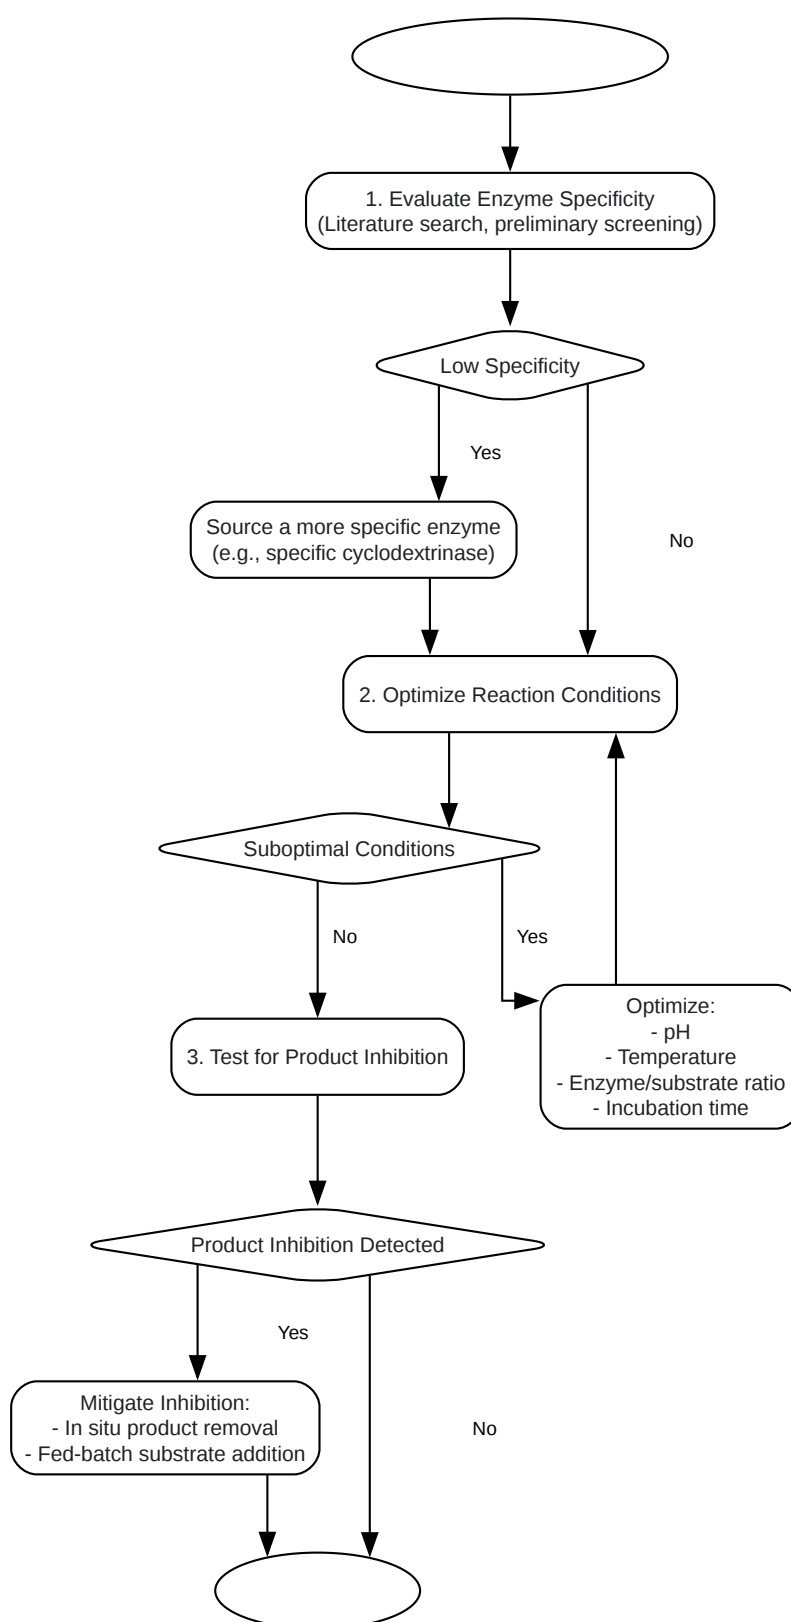 1. Evaluate Enzyme Specificity
(Literature search, preliminary screening)
Low Specificity
Yes
Source a more specific enzyme
(e.g., specific cyclodextrinase)
No
2. Optimize Reaction Conditions
Suboptimal Conditions
No
Yes
Optimize:
- pH
- Temperature
- Enzyme/substrate ratio
- Incubation time
3. Test for Product Inhibition
Product Inhibition Detected
Yes
Mitigate Inhibition:
- In situ product removal
- Fed-batch substrate addition
No